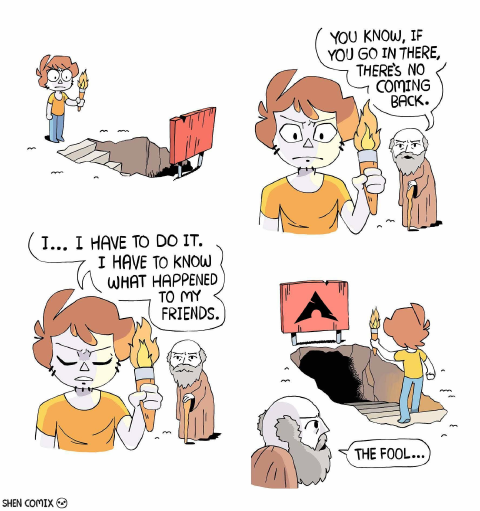 YOU KNOW, IF
YOU GO IN THERE,
THERE'S NO
COMING
BACK.
I... I HAVE TO DO IT.
I HAVE TO KNOW
WHAT HAPPENED
TO MY
FRIENDS.
THE FOOL...
SHEN COMIX